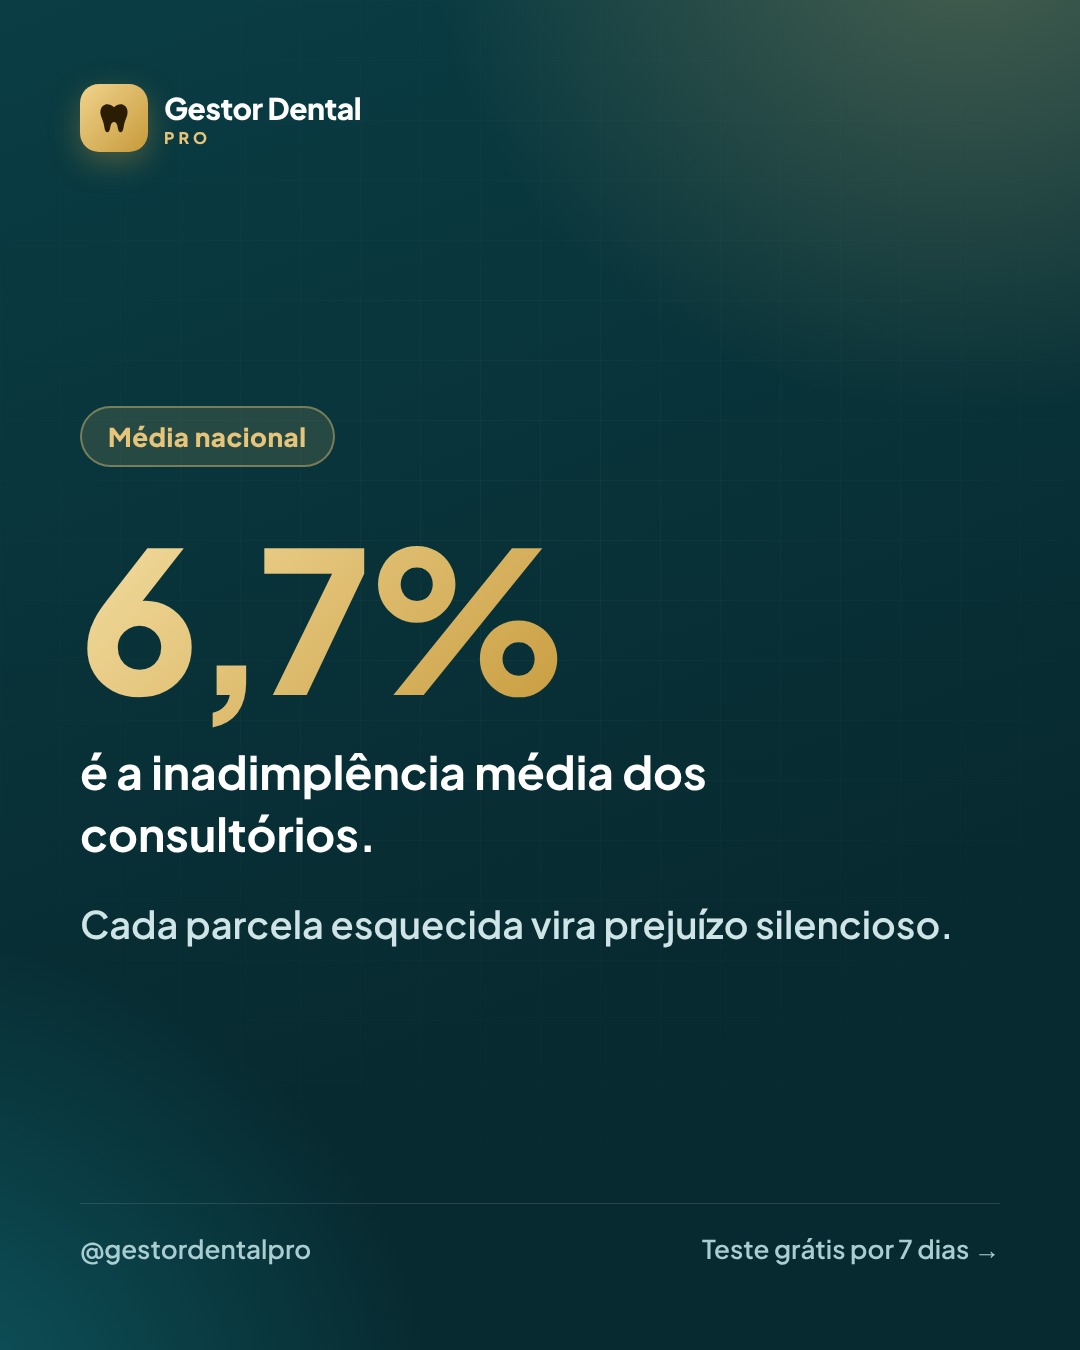 Gestor Dental
PRO
Média nacional
6,7%
é a inadimplência média dos
consultórios.
Cada parcela esquecida vira prejuízo silencioso.
@gestordentalpro
Teste grátis por 7 dias →